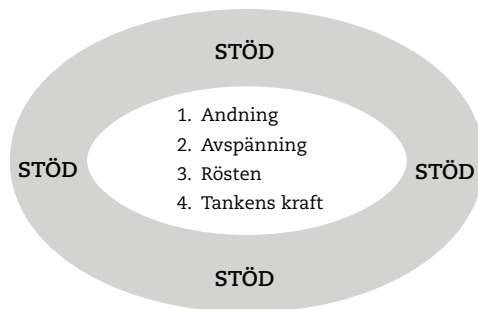 STÖD
1. Andning
2. Avspänning
3. Rösten
4. Tankens kraft
STÖD
STÖD
STÖD